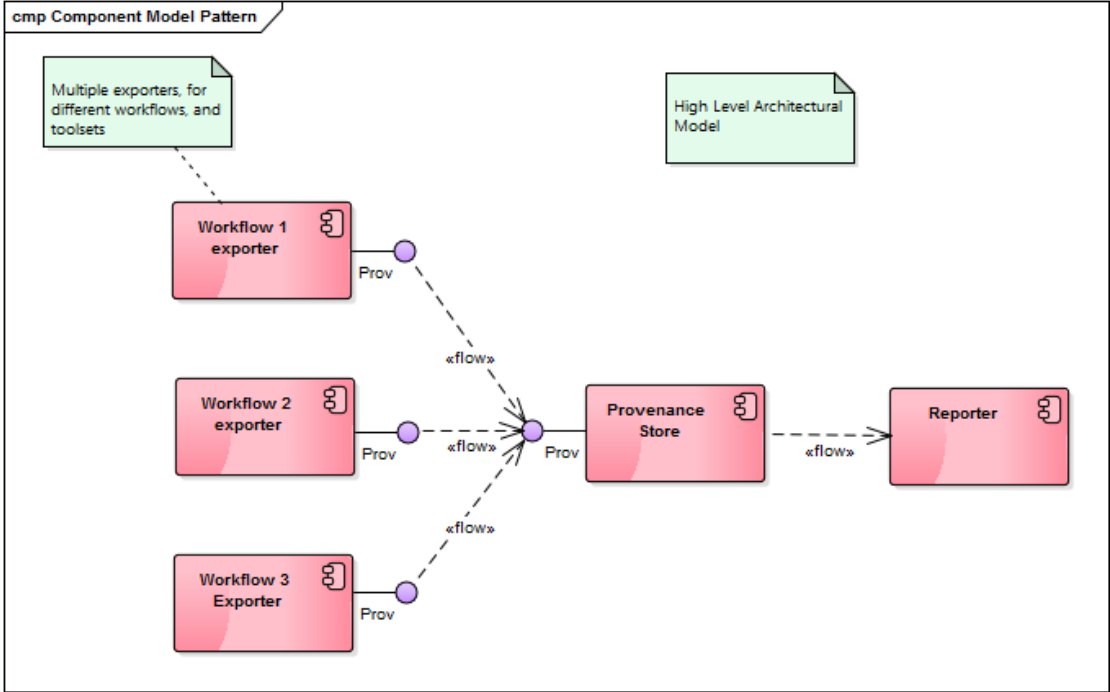 cmp Component Model Pattern
Multiple exporters, for
different workflows, and
toolsets
High Level Architectural
Model
Workflow 1
exporter
Prov
«flow»
Workflow 2
exporter
Prov
«flow»
Prov
Provenance
Store
«flow»
Reporter
«flow»
Workflow 3
Exporter
Prov